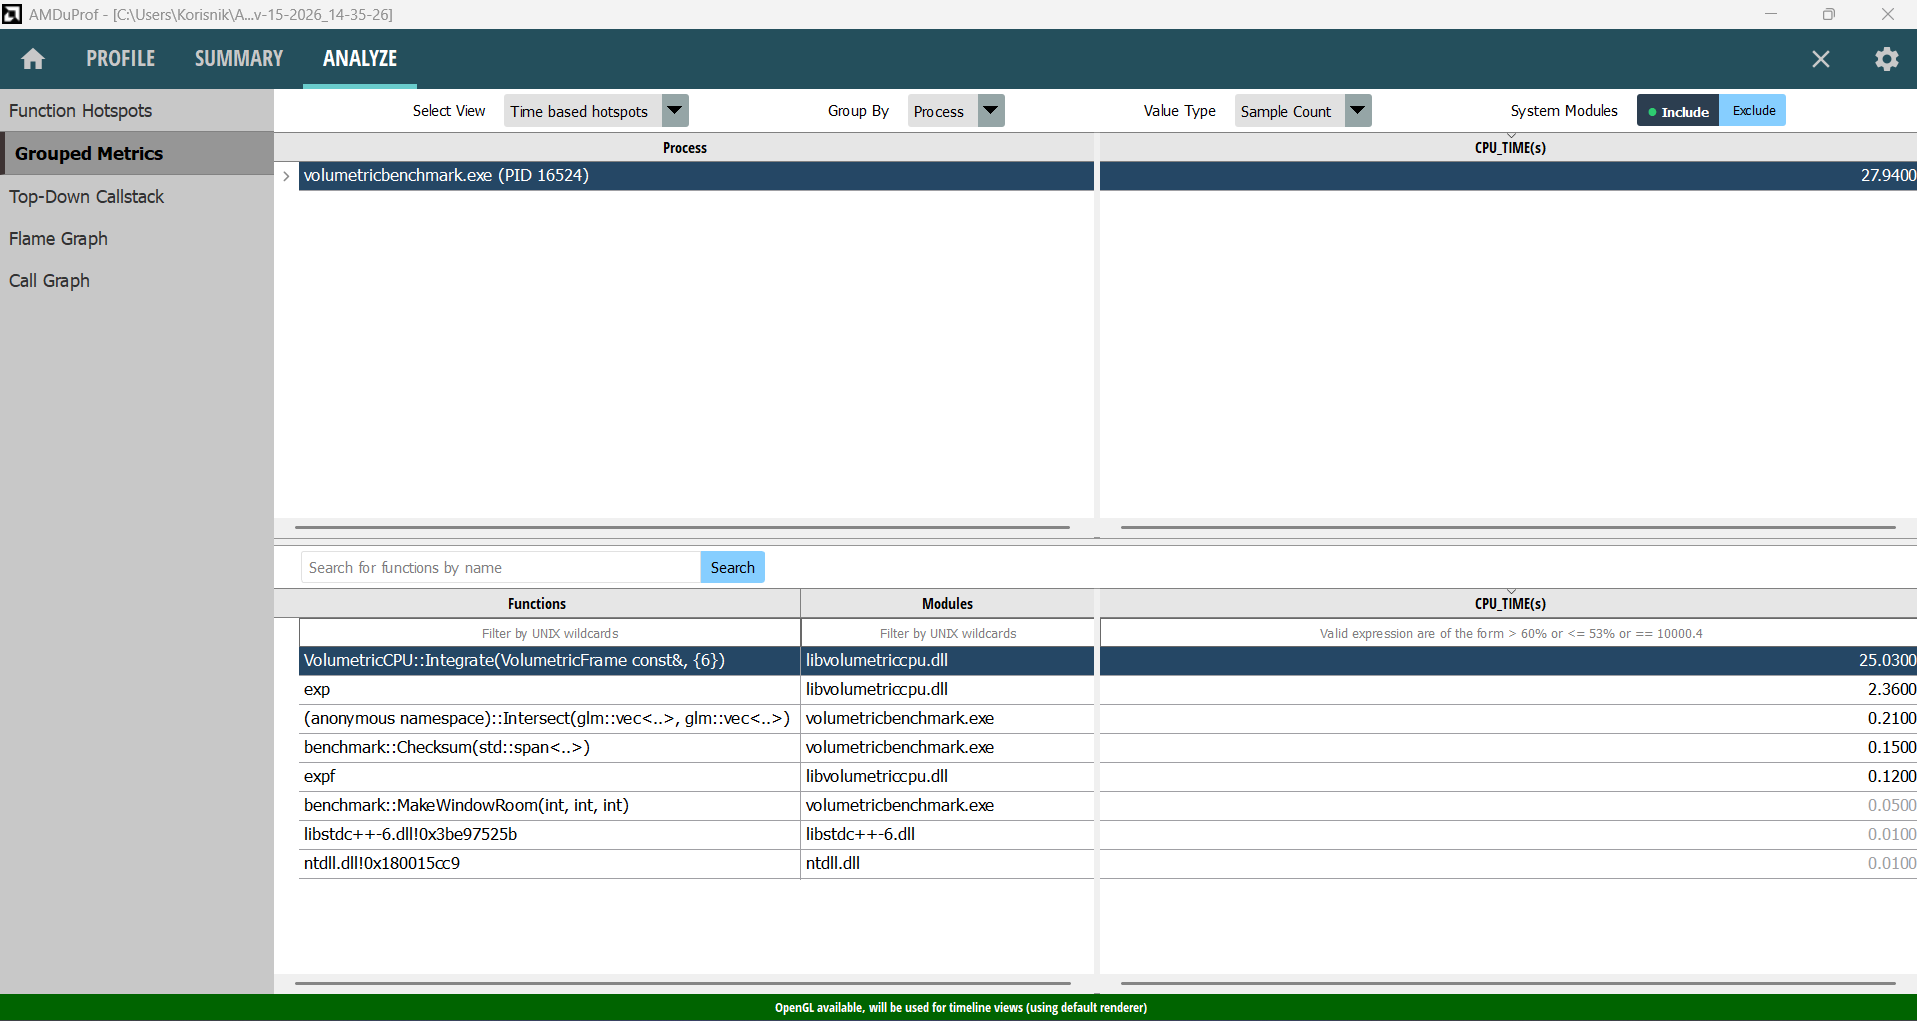 AMDuProf - [C:\Users\Korisnik\A...v-15-2026_14-35-26]
PROFILE SUMMARY ANALYZE
Function Hotspots
Grouped Metrics
Top-Down Callstack
Flame Graph
Call Graph
Select View Time based hotspots Group By Process Value Type Sample Count System Modules Include Exclude
Process CPU_TIME(s)
volumetricbenchmark.exe (PID 16524) 27.9400
Search for functions by name Search
Functions Modules CPU_TIME(s)
Filter by UNIX wildcards Filter by UNIX wildcards Valid expression are of the form > 60% or <= 53% or == 10000.4
VolumetricCPU::Integrate(VolumetricFrame const&, {6}) libvolumetriccpu.dll 25.0300
exp libvolumetriccpu.dll 2.3600
(anonymous namespace)::Intersect(glm::vec<..>, glm::vec<..>) volumetricbenchmark.exe 0.2100
benchmark::Checksum(std::span<..>) volumetricbenchmark.exe 0.1500
expf libvolumetriccpu.dll 0.1200
benchmark::MakeWindowRoom(int, int, int) volumetricbenchmark.exe 0.0500
libstdc++-6.dll!0x3be97525b libstdc++-6.dll 0.0100
ntdll.dll!0x180015cc9 ntdll.dll 0.0100
OpenGL available, will be used for timeline views (using default renderer)